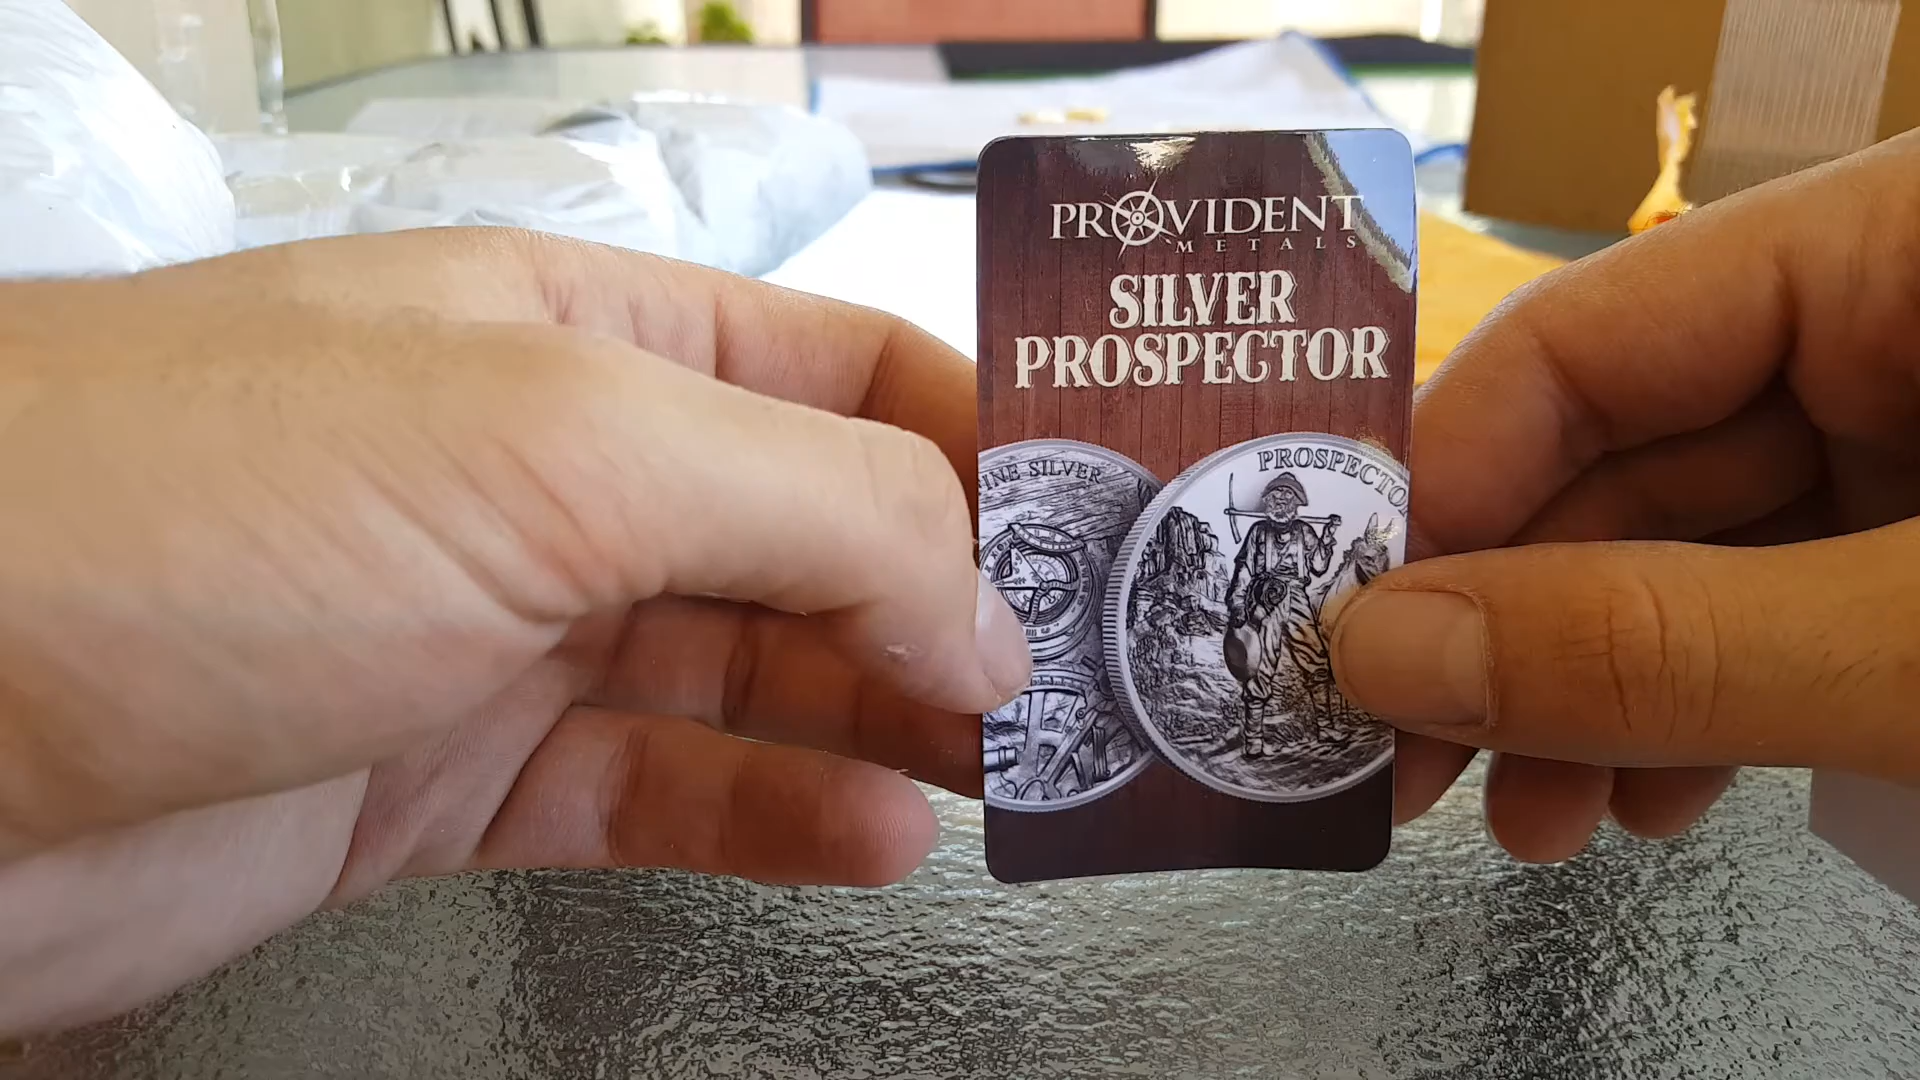 PROVIDENT
METALS
SILVER
PROSPECTOR
INE SILVER
PROSPECTO